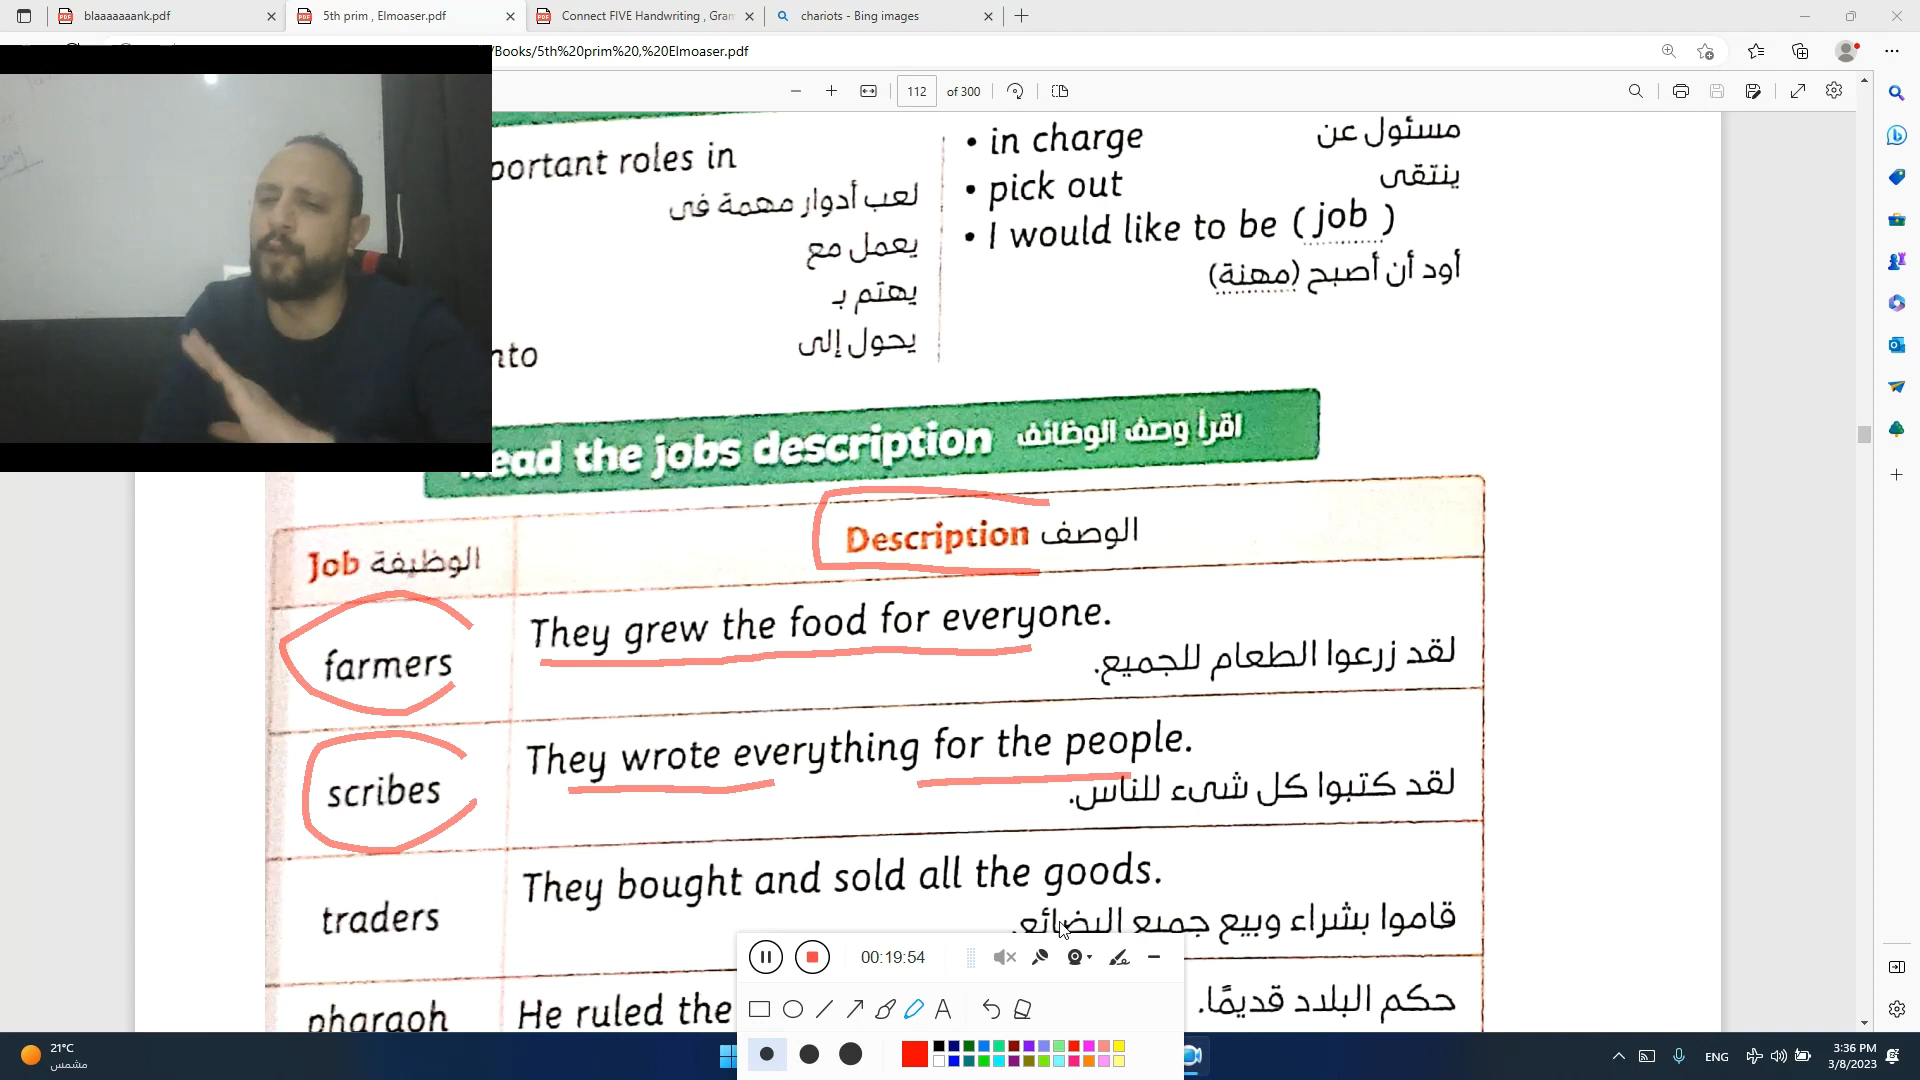 blaaaaaank.pdf
5th prim , Elmoaser.pdf
Connect FIVE Handwriting , Gran
chariots - Bing images
/Books/5th%20prim%20,%20Elmoaser.pdf
112 of 300
portant roles in
لعب أدوار مهمة فى
يعمل مع
يهتم بـ
nto
يحول إلى
• in charge مسئول عن
• pick out ينتقى
• I would like to be ( job )
أود أن أصبح (مهنة)
ead the jobs description اقرأ وصف الوظائف
Job الوظيفة
Description الوصف
farmers
They grew the food for everyone.
لقد زرعوا الطعام للجميع.
scribes
They wrote everything for the people.
لقد كتبوا كل شىء للناس.
traders
They bought and sold all the goods.
قاموا بشراء وبيع جميع البضائع.
pharaoh
He ruled the
حكم البلاد قديمًا.
00:19:54
A
21°C
مشمس
ENG
3:36 PM
3/8/2023